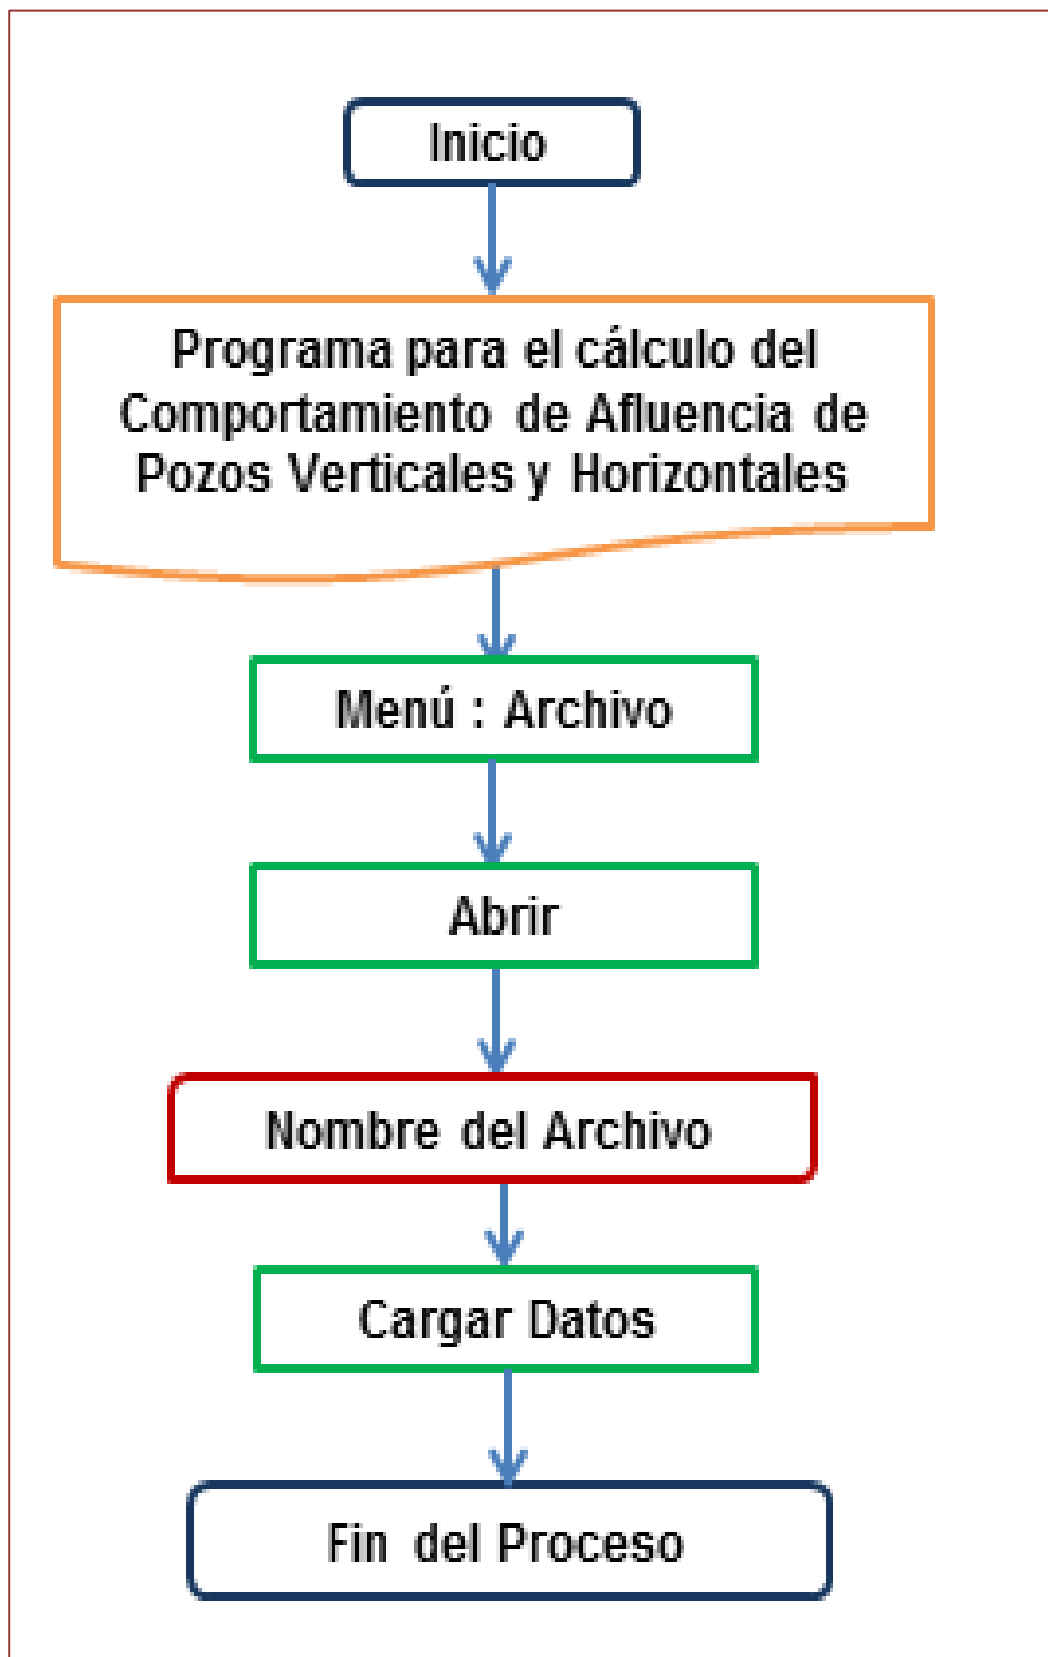 Inicio
Programa para el cálculo del
Comportamiento de Afluencia de
Pozos Verticales y Horizontales
Menú : Archivo
Abrir
Nombre del Archivo
Cargar Datos
Fin del Proceso